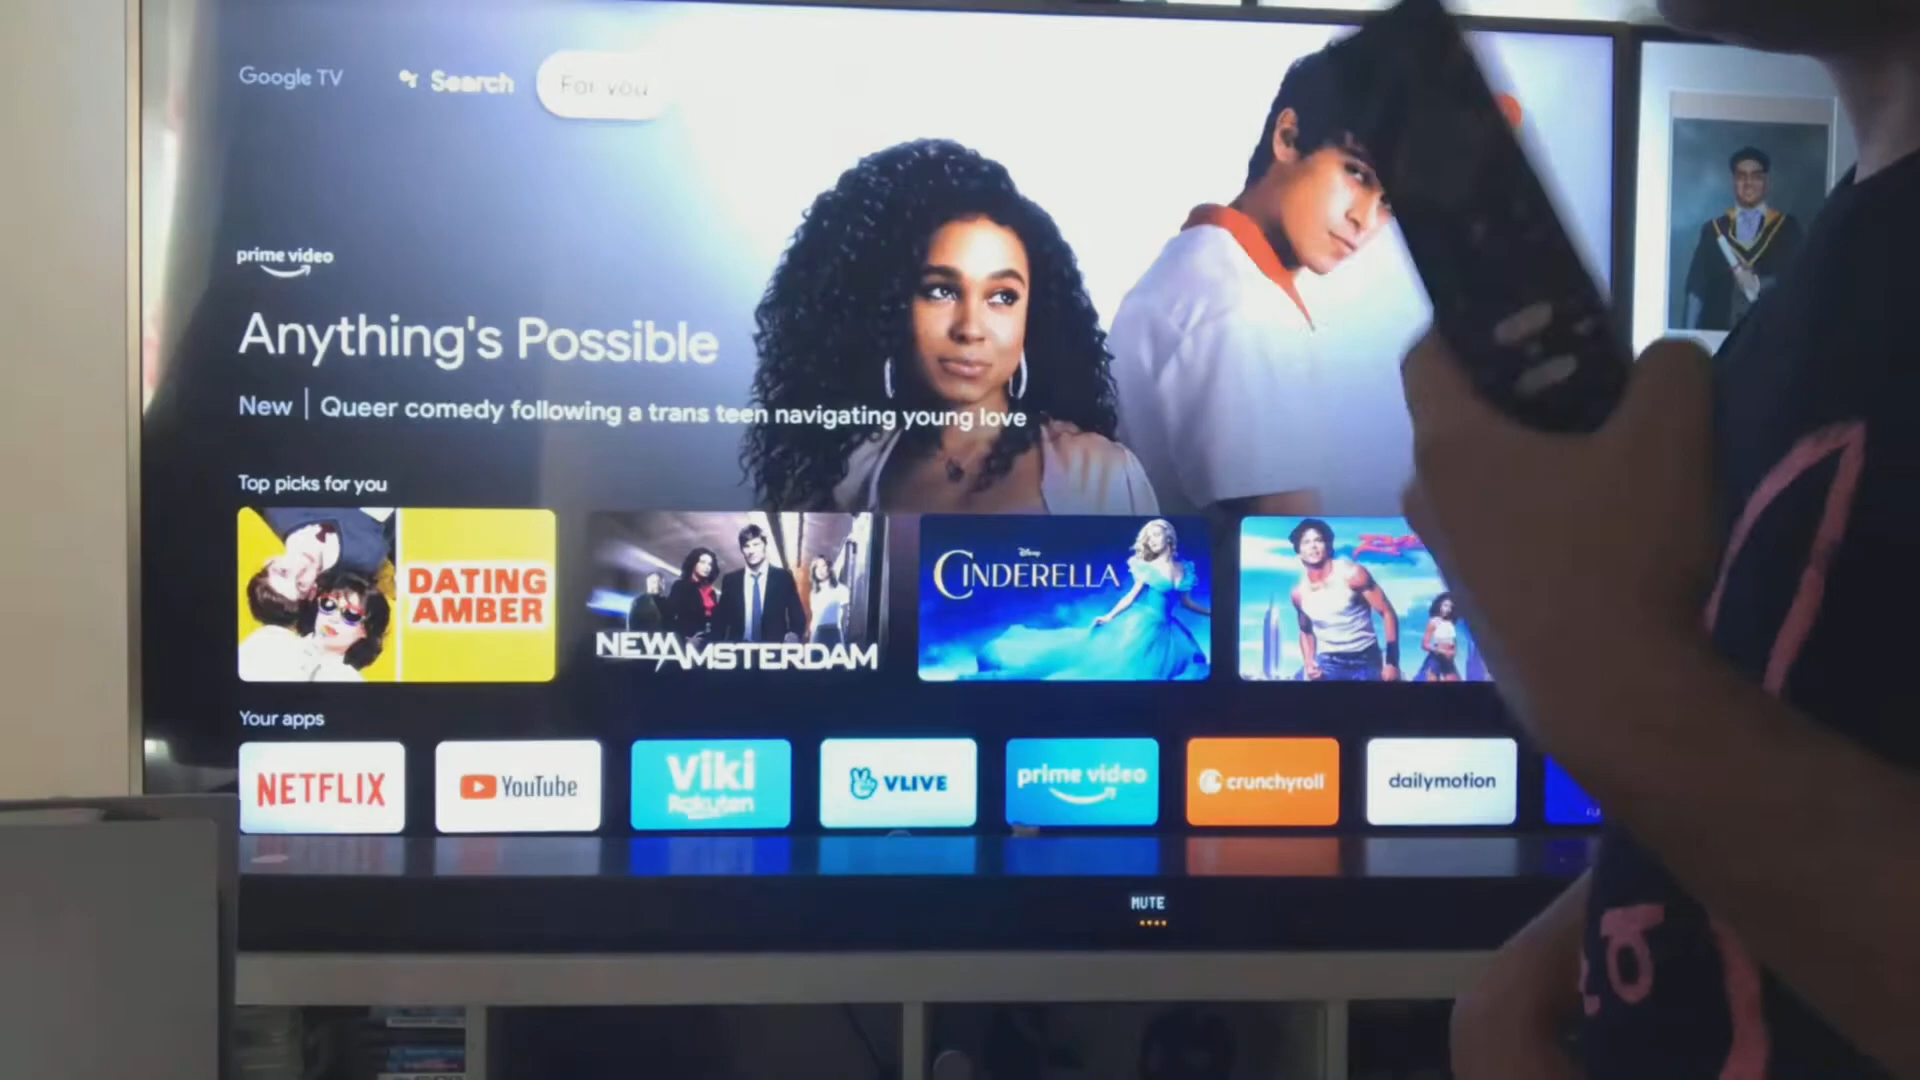 Google TV
Search
For you
prime video
Anything's Possible
New | Queer comedy following a trans teen navigating young love
Top picks for you
DATING
AMBER
NEW AMSTERDAM
Disney
CINDERELLA
Your apps
NETFLIX
YouTube
Viki
Rakuten
VLIVE
prime video
crunchyroll
dailymotion
MUTE